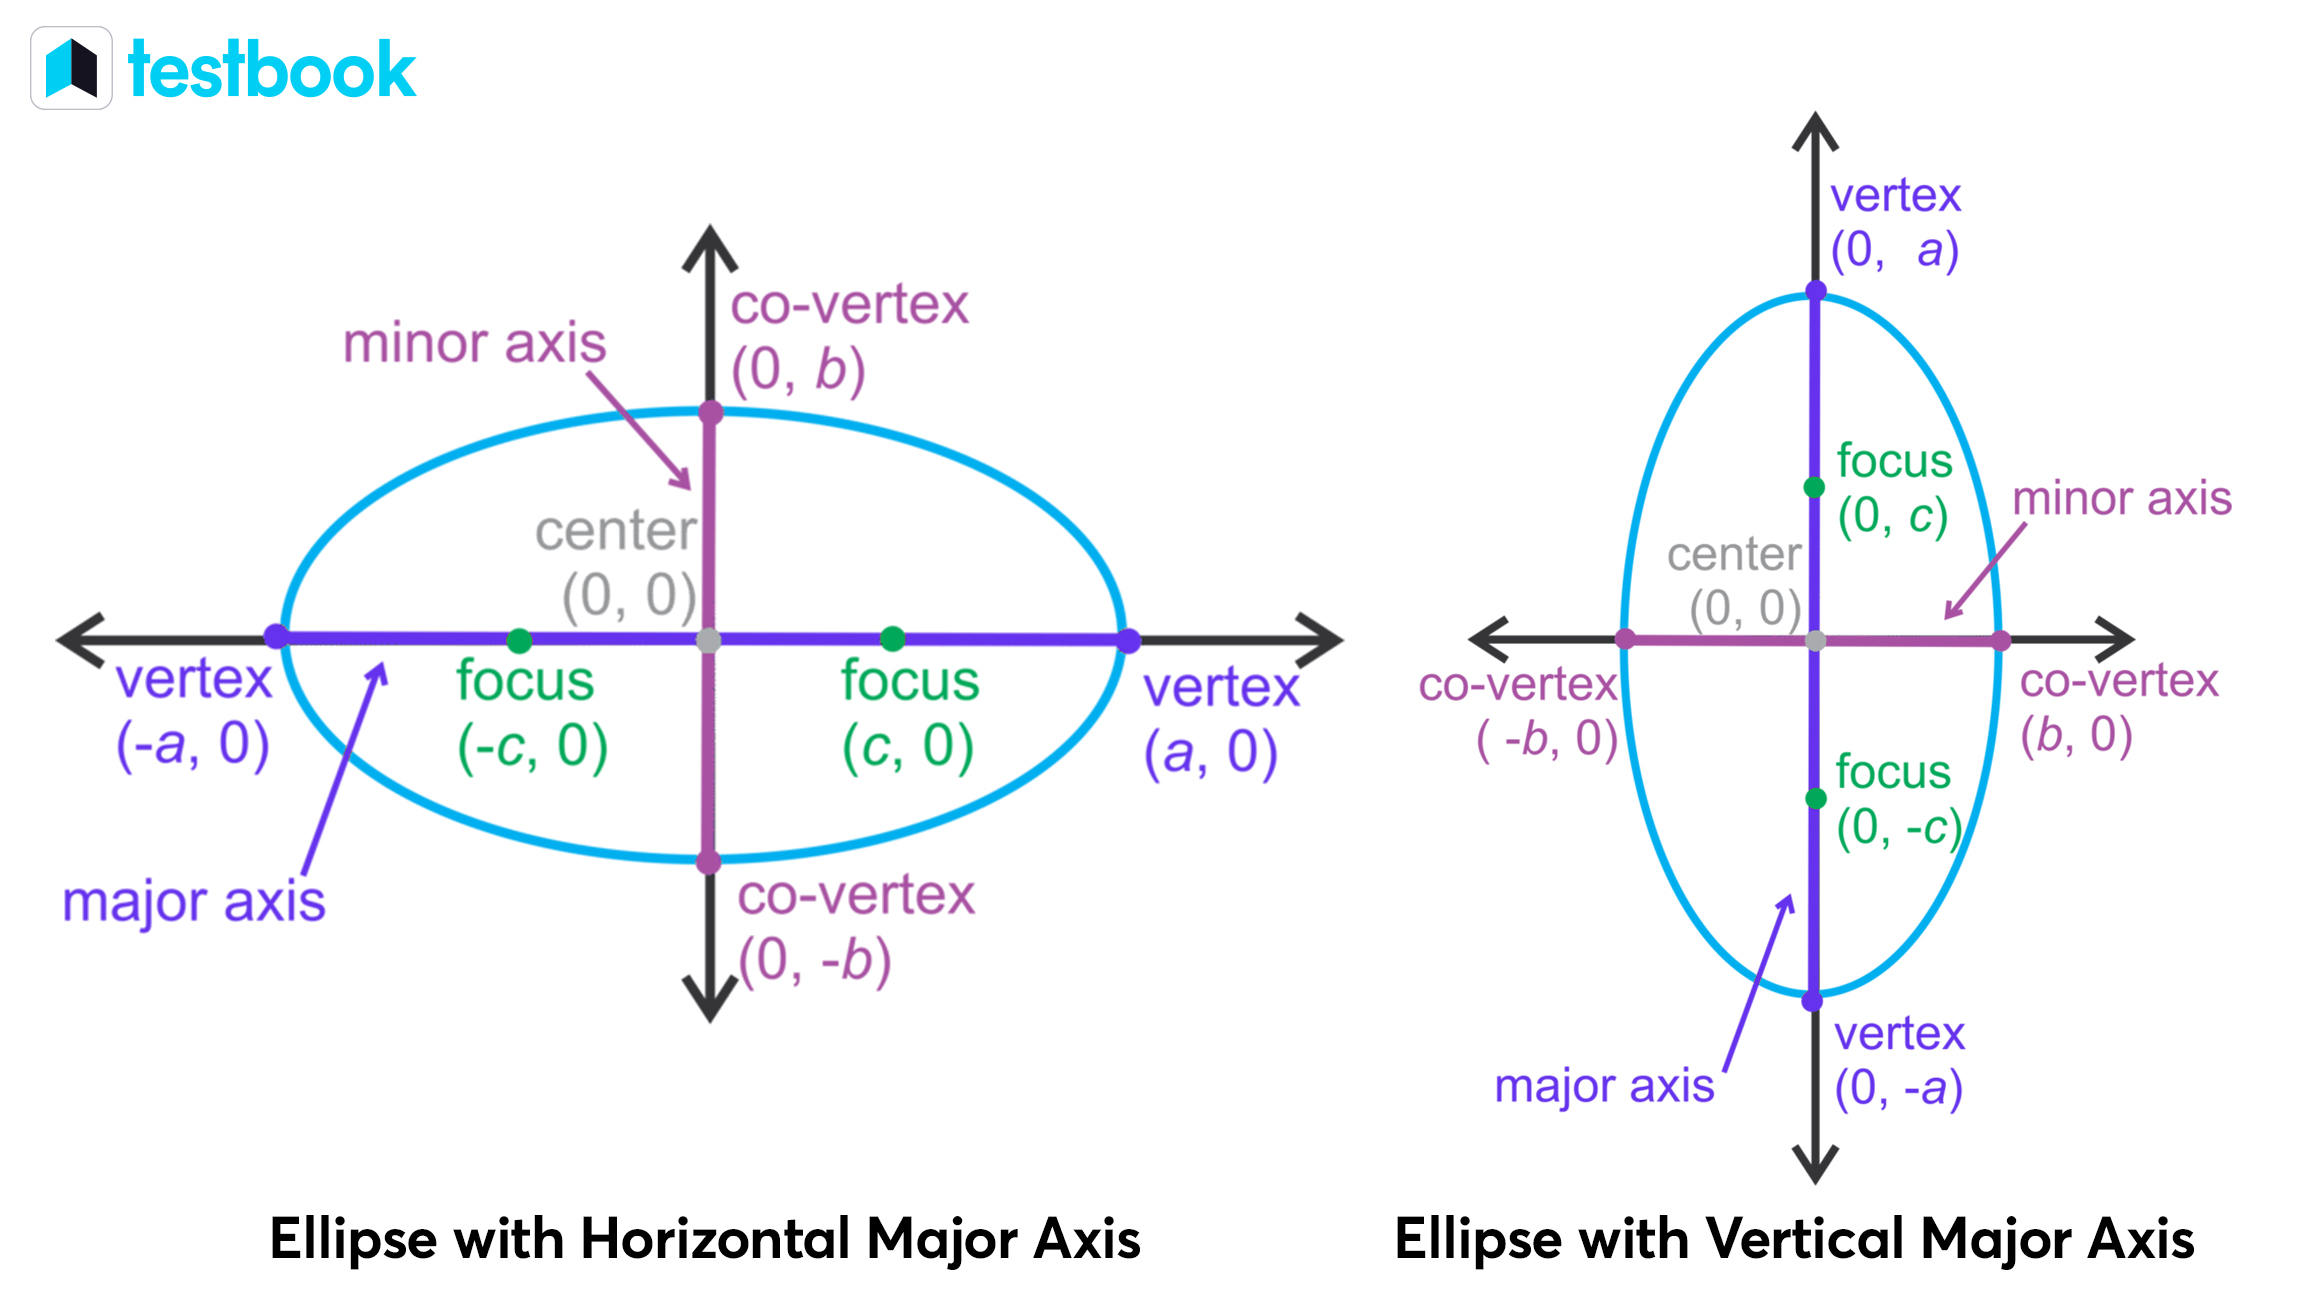 testbook
minor axis
co-vertex
(0, b)
center
(0, 0)
vertex
(-a, 0)
focus
(-c, 0)
focus
(c, 0)
vertex
(a, 0)
major axis
co-vertex
(0, -b)
Ellipse with Horizontal Major Axis
vertex
(0, a)
focus
(0, c)
minor axis
center
(0, 0)
co-vertex
( -b, 0)
co-vertex
(b, 0)
focus
(0, -c)
major axis
vertex
(0, -a)
Ellipse with Vertical Major Axis